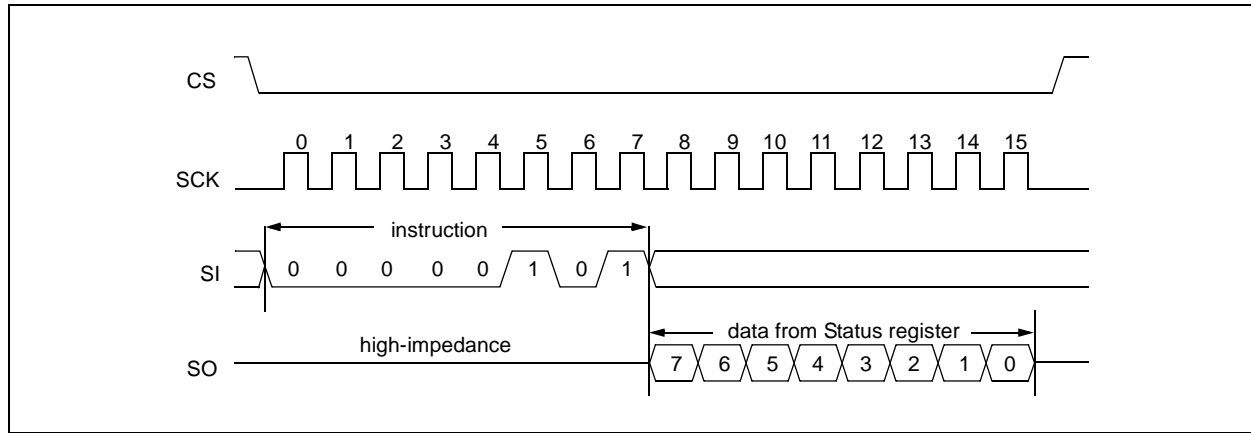 CS
0 1 2 3 4 5 6 7 8 9 10 11 12 13 14 15
SCK
instruction
SI 0 0 0 0 0 1 0 1
data from Status register
high-impedance
SO 7 6 5 4 3 2 1 0